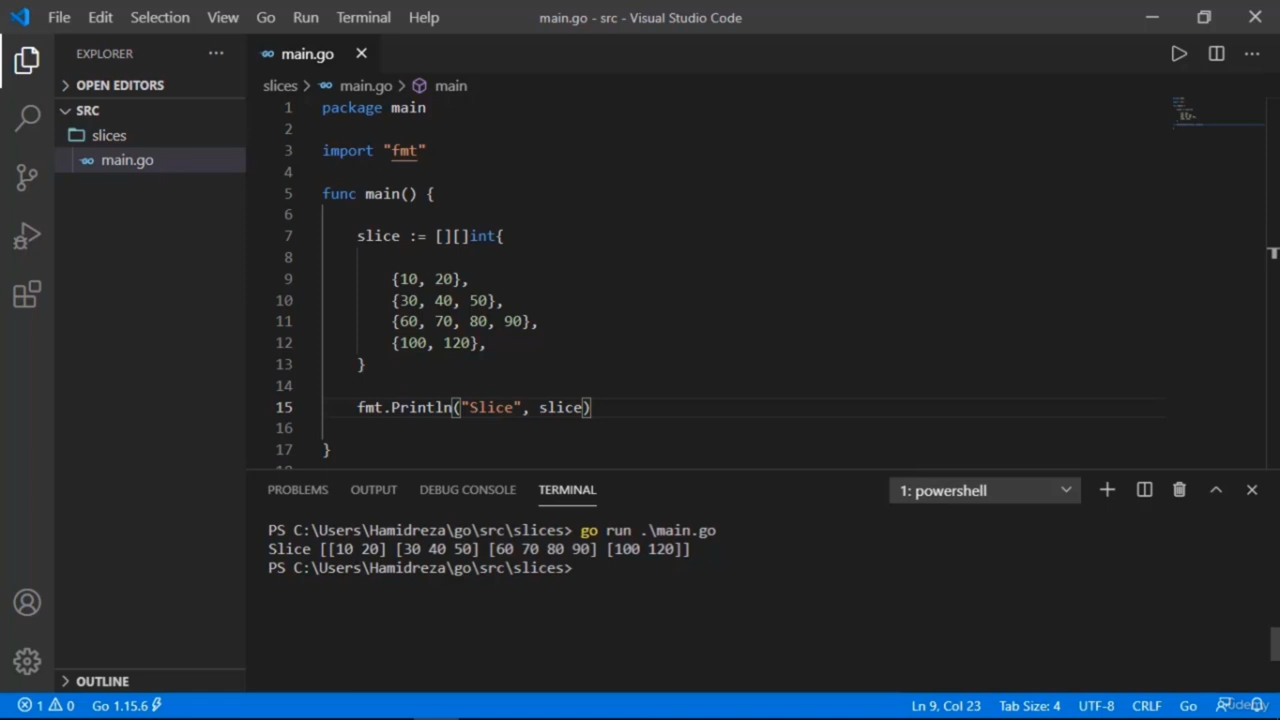 File Edit Selection View Go Run Terminal Help main.go - src - Visual Studio Code
EXPLORER
OPEN EDITORS
SRC
slices
main.go
OUTLINE
main.go
slices main.go main
1 package main
2
3 import "fmt"
4
5 func main() {
6
7 slice := [][]int{
8
9 {10, 20},
10 {30, 40, 50},
11 {60, 70, 80, 90},
12 {100, 120},
13 }
14
15 fmt.Println("Slice", slice)
16
17 }
18
PROBLEMS OUTPUT DEBUG CONSOLE TERMINAL 1: powershell
PS C:\Users\Hamidreza\go\src\slices> go run .\main.go
Slice [[10 20] [30 40 50] [60 70 80 90] [100 120]]
PS C:\Users\Hamidreza\go\src\slices>
1 0 Go 1.15.6 Ln 9, Col 23 Tab Size: 4 UTF-8 CRLF Go
Udemy